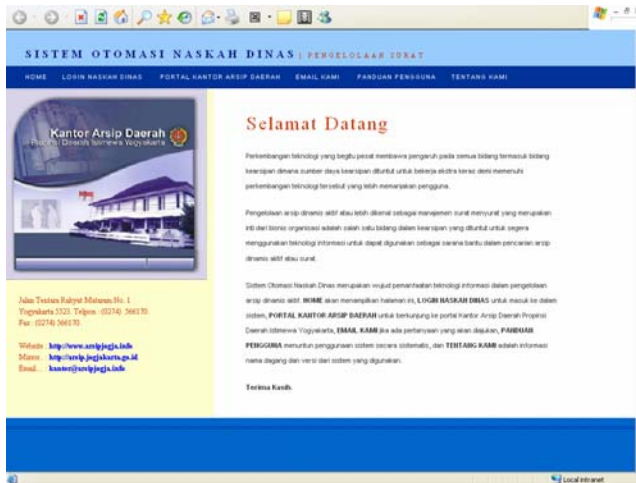 SISTEM OTOMASI NASKAH DINAS | PENGELOLAAN SURAT
HOME LOGIN NASKAH DINAS PORTAL KANTOR ARSIP DAERAH EMAIL KAMI PANDUAN PENGGUNA TENTANG KAMI
Kantor Arsip Daerah
Propinsi Daerah Istimewa Yogyakarta
Selamat Datang
Perkembangan teknologi yang begitu pesat membawa pengaruh pada semua bidang termasuk bidang
kearsipan dimana sumber daya kearsipan dituntut untuk bekerja ekstra keras demi memenuhi
perkembangan teknologi tersebut yang lebih memanjakan pengguna.
Pengelolaan arsip dinamis aktif atau lebih dikenal sebagai manajemen surat menyurat yang merupakan
inti dari bisnis organisasi adalah salah satu bidang dalam kearsipan yang dituntut untuk segera
menggunakan teknologi informasi untuk dapat digunakan sebagai sarana bantu dalam pencarian arsip
dinamis aktif atau surat.
Sistem Otomasi Naskah Dinas merupakan wujud pemanfaatan teknologi informasi dalam pengelolaan
arsip dinamis aktif. HOME akan menampilkan halaman ini, LOGIN NASKAH DINAS untuk masuk ke dalam
sistem, PORTAL KANTOR ARSIP DAERAH untuk berkunjung ke portal Kantor Arsip Daerah Propinsi
Daerah Istimewa Yogyakarta, EMAIL KAMI jika ada pertanyaan yang akan diajukan, PANDUAN
PENGGUNA menuntun penggunaan sistem secara sistematis, dan TENTANG KAMI adalah informasi
nama dagang dan versi dari sistem yang digunakan.
Terima Kasih.
Jalan Tentara Rakyat Mataram No. 1
Yogyakarta 5523. Telpon : (0274) 566170.
Fax : (0274) 566170.
Website : http://www.arsipjogja.info
Mirror : http://arsip.jogjakarta.go.id
Email : kantor@arsipjogja.info
Local intranet